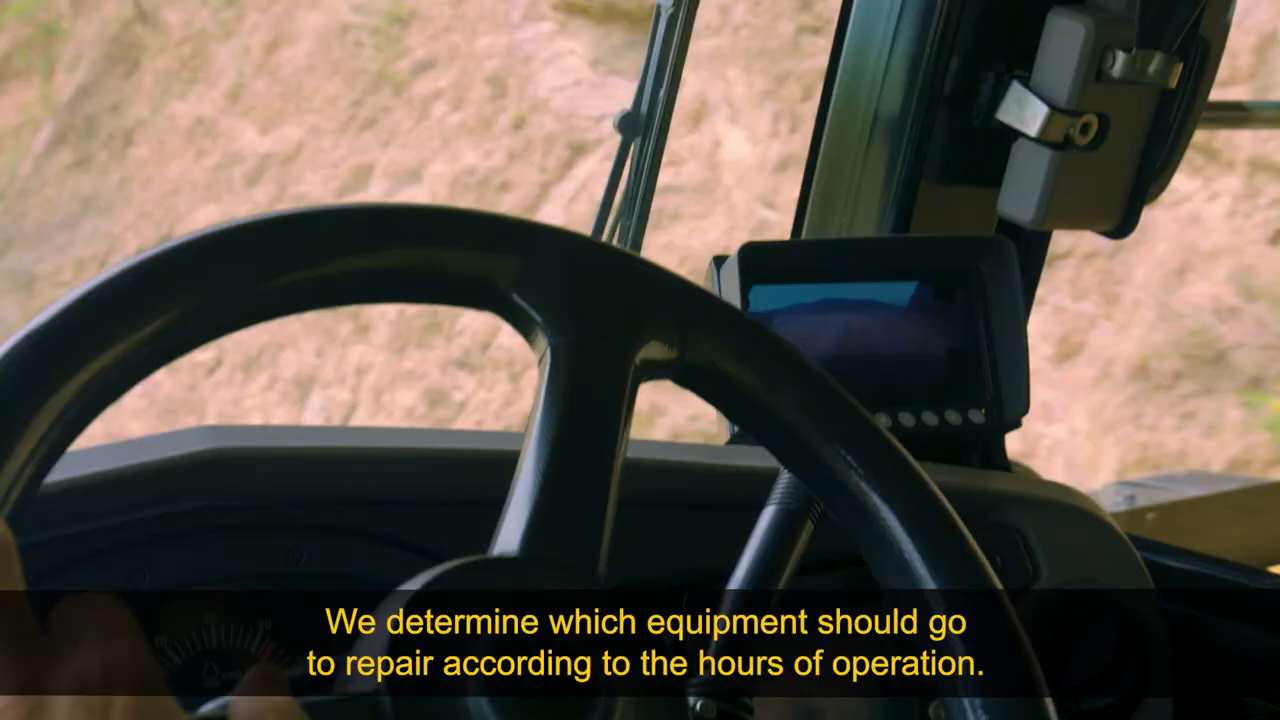 We determine which equipment should go
to repair according to the hours of operation.